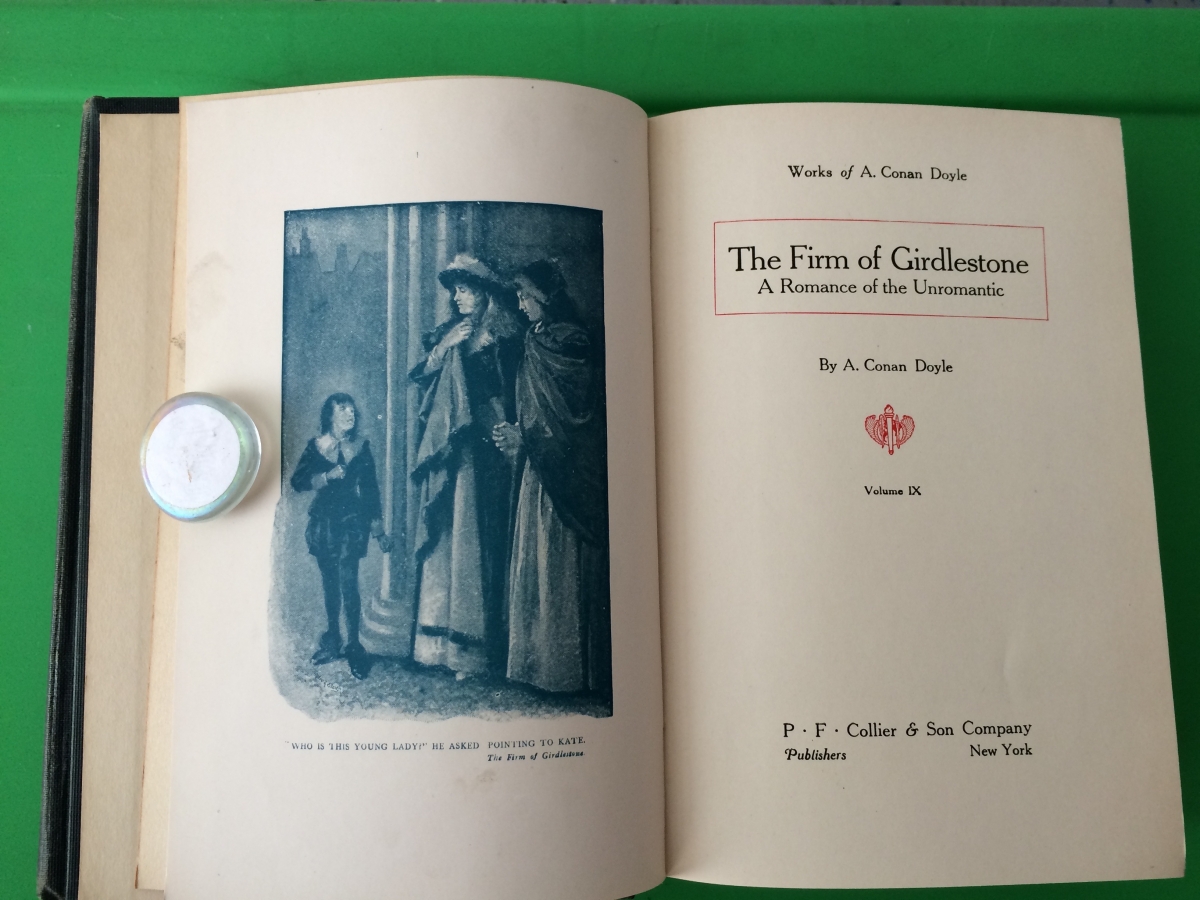 "WHO IS THIS YOUNG LADY?" HE ASKED POINTING TO KATE.
The Firm of Girdlestone
Works of A. Conan Doyle
The Firm of Girdlestone
A Romance of the Unromantic
By A. Conan Doyle
Volume IX
P · F · Collier & Son Company
Publishers New York